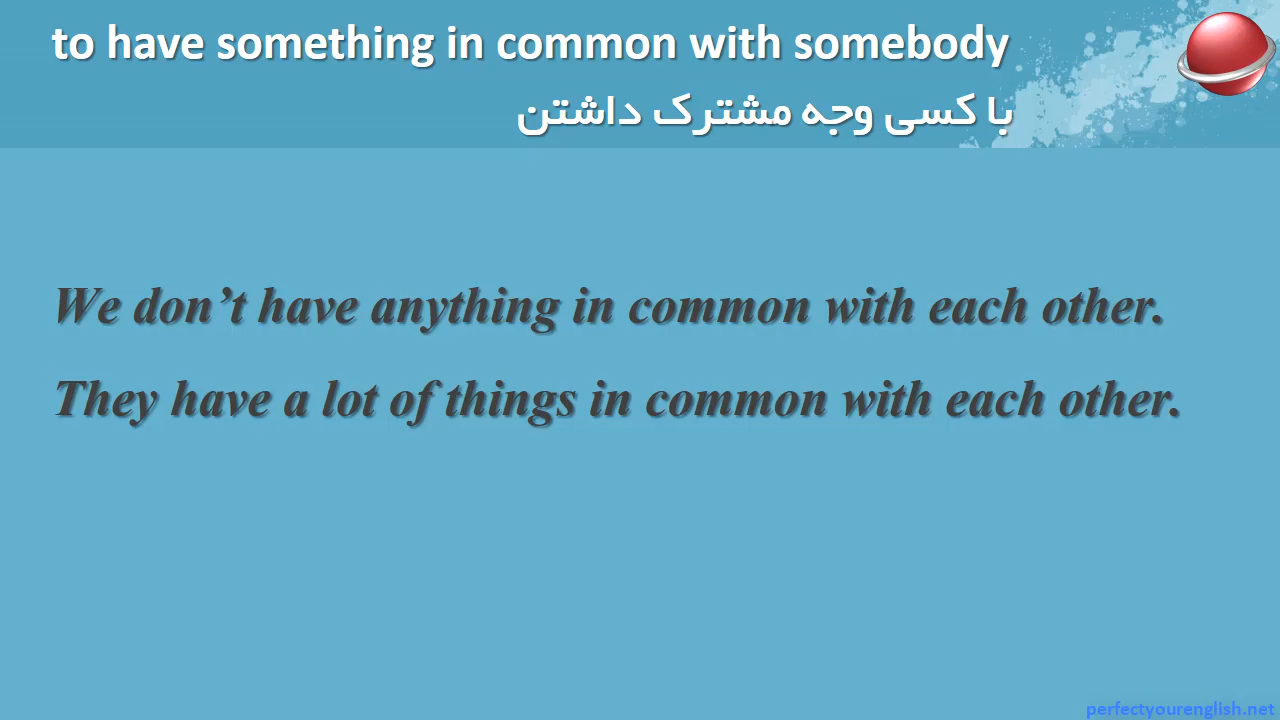 to have something in common with somebody
با کسی وجه مشترک داشتن
We don’t have anything in common with each other.
They have a lot of things in common with each other.
perfectyourenglish.net